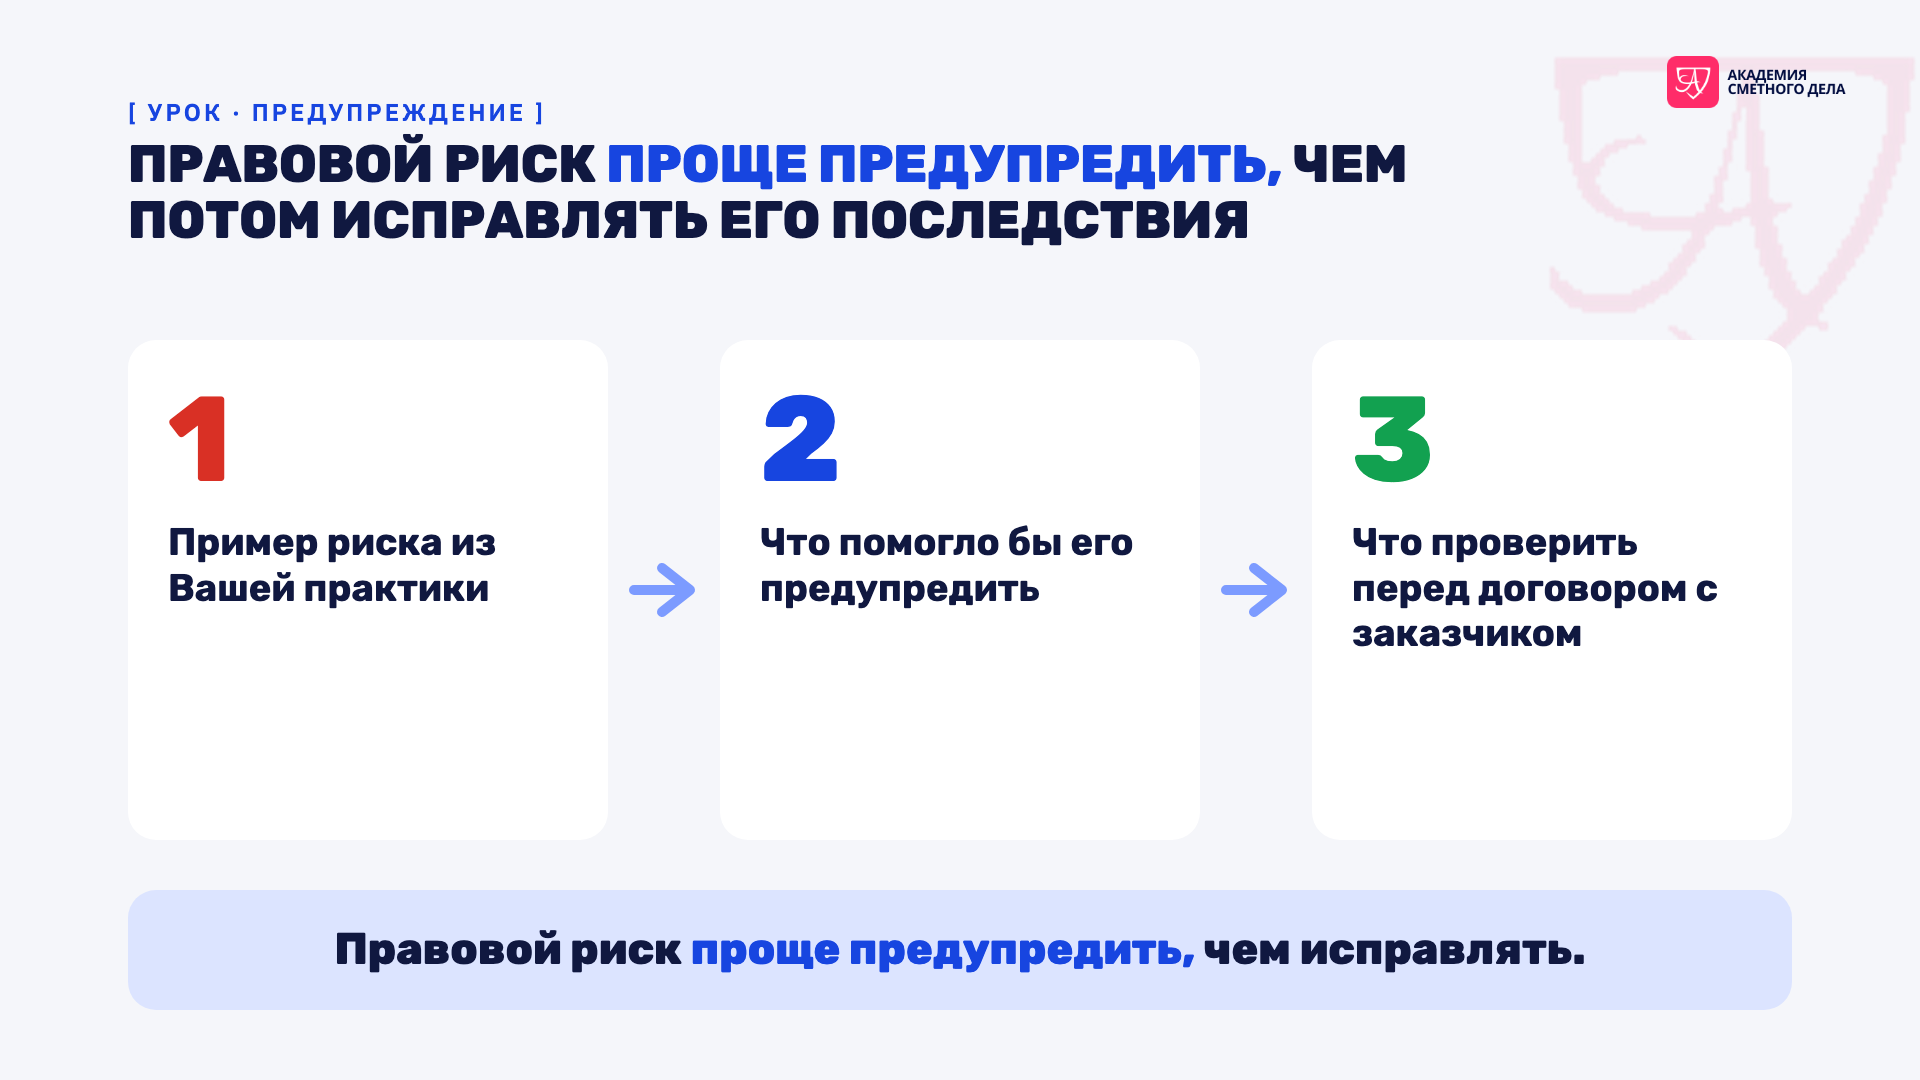 АКАДЕМИЯ
СМЕТНОГО ДЕЛА
[ УРОК · ПРЕДУПРЕЖДЕНИЕ ]
ПРАВОВОЙ РИСК ПРОЩЕ ПРЕДУПРЕДИТЬ, ЧЕМ
ПОТОМ ИСПРАВЛЯТЬ ЕГО ПОСЛЕДСТВИЯ
1
Пример риска из
Вашей практики
2
Что помогло бы его
предупредить
3
Что проверить
перед договором с
заказчиком
Правовой риск проще предупредить, чем исправлять.